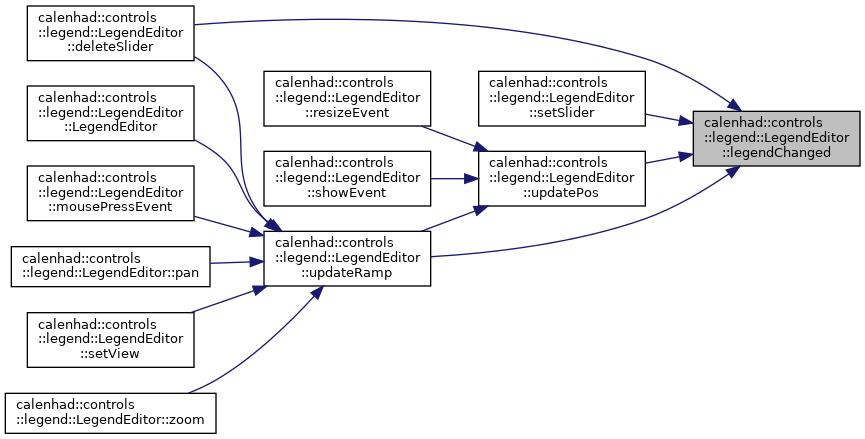 calenhad::controls
::legend::LegendEditor
::deleteSlider
calenhad::controls
::legend::LegendEditor
::LegendEditor
calenhad::controls
::legend::LegendEditor
::mousePressEvent
calenhad::controls
::legend::LegendEditor::pan
calenhad::controls
::legend::LegendEditor
::setView
calenhad::controls
::legend::LegendEditor::zoom
calenhad::controls
::legend::LegendEditor
::resizeEvent
calenhad::controls
::legend::LegendEditor
::showEvent
calenhad::controls
::legend::LegendEditor
::updateRamp
calenhad::controls
::legend::LegendEditor
::setSlider
calenhad::controls
::legend::LegendEditor
::updatePos
calenhad::controls
::legend::LegendEditor
::legendChanged